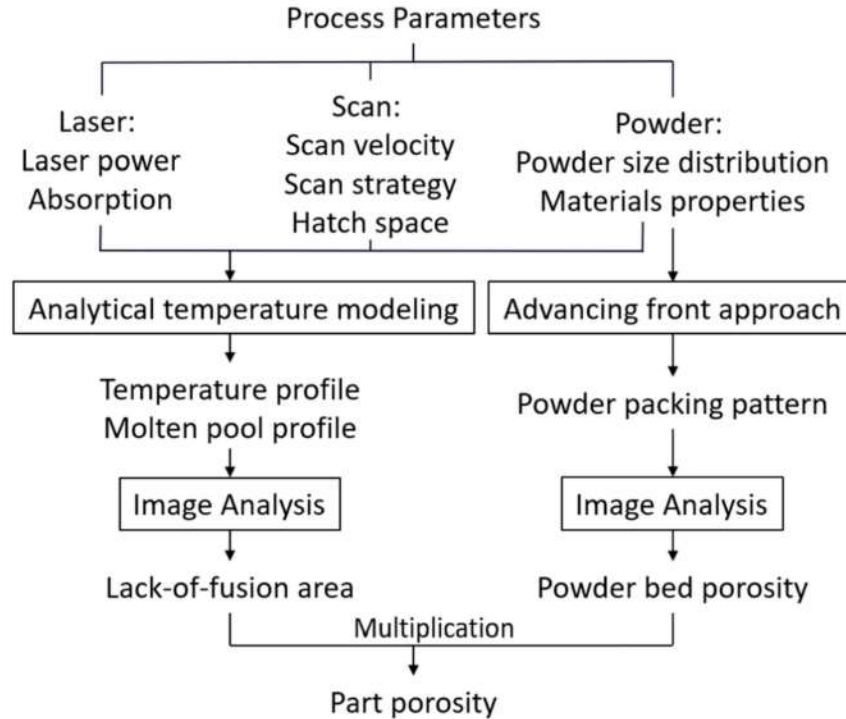 Process Parameters
Laser:
Laser power
Absorption
Scan:
Scan velocity
Scan strategy
Hatch space
Powder:
Powder size distribution
Materials properties
Analytical temperature modeling
Advancing front approach
Temperature profile
Molten pool profile
Powder packing pattern
Image Analysis
Image Analysis
Lack-of-fusion area
Powder bed porosity
Multiplication
Part porosity